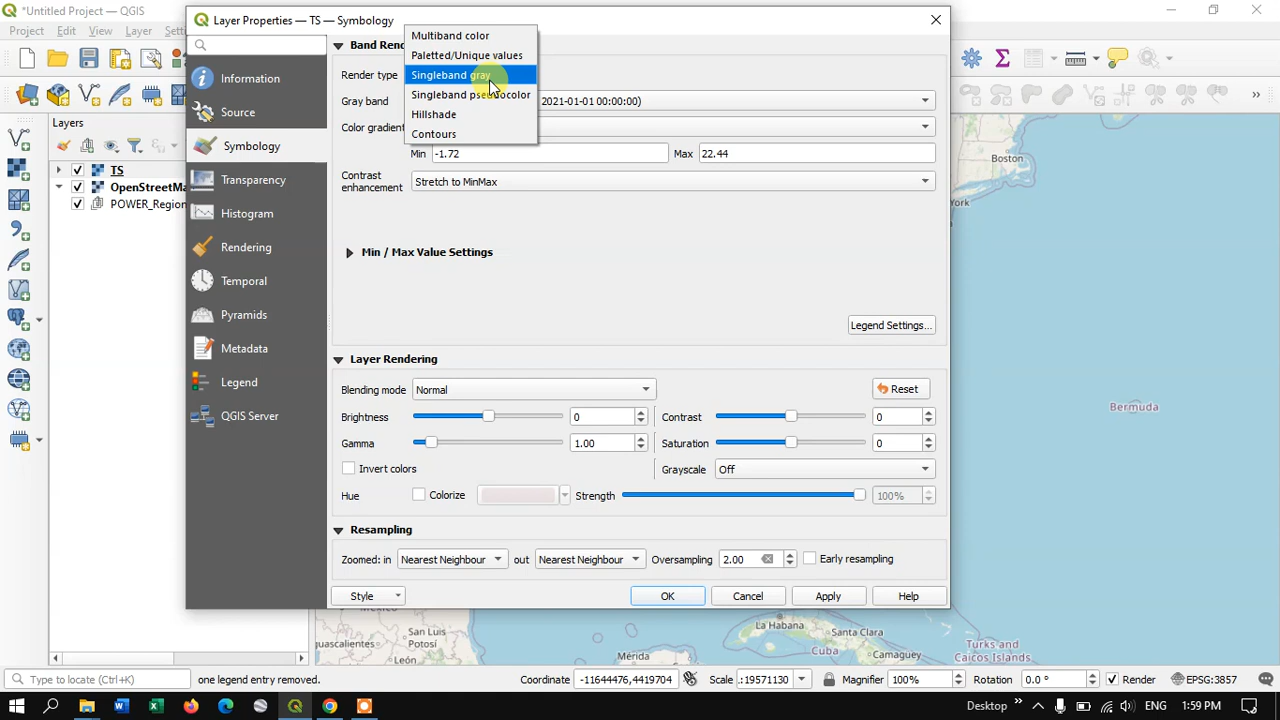 *Untitled Project — QGIS
Project
Edit
View
Layer
Layers
TS
OpenStreetMa
POWER_Region
Layer Properties — TS — Symbology
Information
Source
Symbology
Transparency
Histogram
Rendering
Temporal
Pyramids
Metadata
Legend
QGIS Server
Band Ren
Render type
Multiband color
Paletted/Unique values
Singleband gray
Singleband pseudocolor
Hillshade
Contours
Gray band
2021-01-01 00:00:00)
Color gradient
Min -1.72 Max 22.44
Contrast enhancement Stretch to MinMax
Min / Max Value Settings
Legend Settings...
Layer Rendering
Blending mode Normal Reset
Brightness 0 Contrast 0
Gamma 1.00 Saturation 0
Invert colors Grayscale Off
Hue Colorize Strength 100%
Resampling
Zoomed: in Nearest Neighbour out Nearest Neighbour Oversampling 2.00 Early resampling
Style OK Cancel Apply Help
Boston
York
Bermuda
La Habana
Villa Clara
San Luis
Mérida
Cuba
Camaguey
Turks and
Caicos Islands
León
Type to locate (Ctrl+K) one legend entry removed. Coordinate -11644476,4419704 Scale :19571130 Magnifier 100% Rotation 0.0 ° Render EPSG:3857
Desktop ENG 1:59 PM